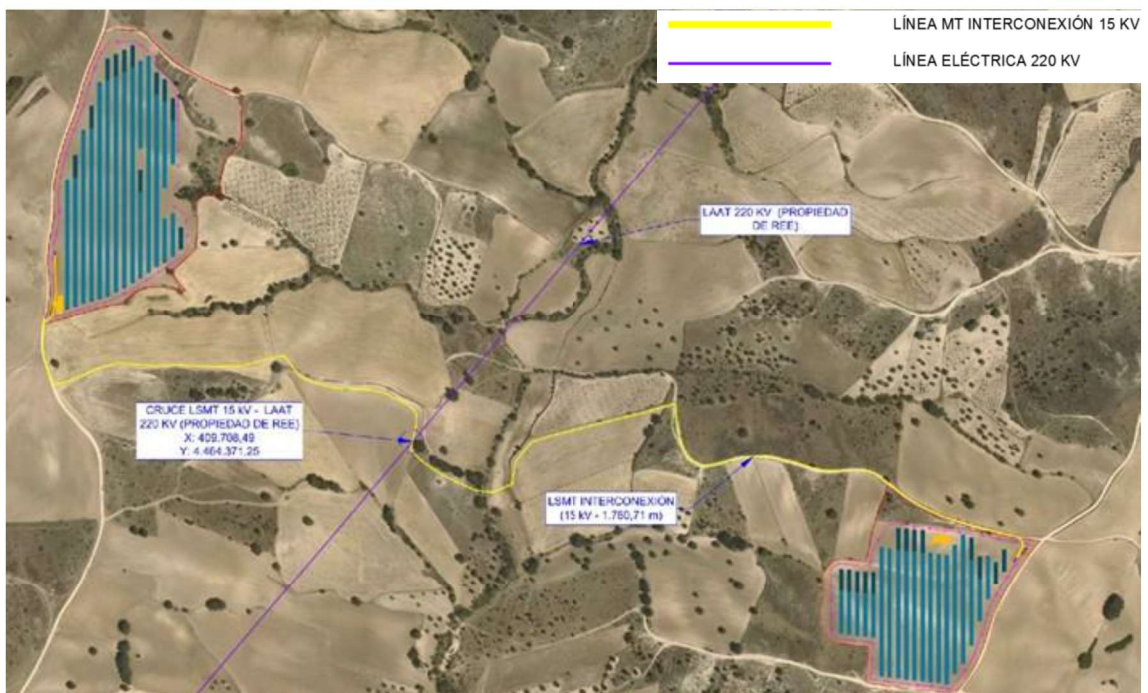 LÍNEA MT INTERCONEXIÓN 15 KV
LÍNEA ELÉCTRICA 220 KV
LAAT 220 KV (PROPIEDAD
DE REE)
CRUCE LSMT 15 kV - LAAT
220 KV (PROPIEDAD DE REE)
X: 409.708,49
Y: 4.464.371,25
LSMT INTERCONEXIÓN
(15 kV - 1.760,71 m)